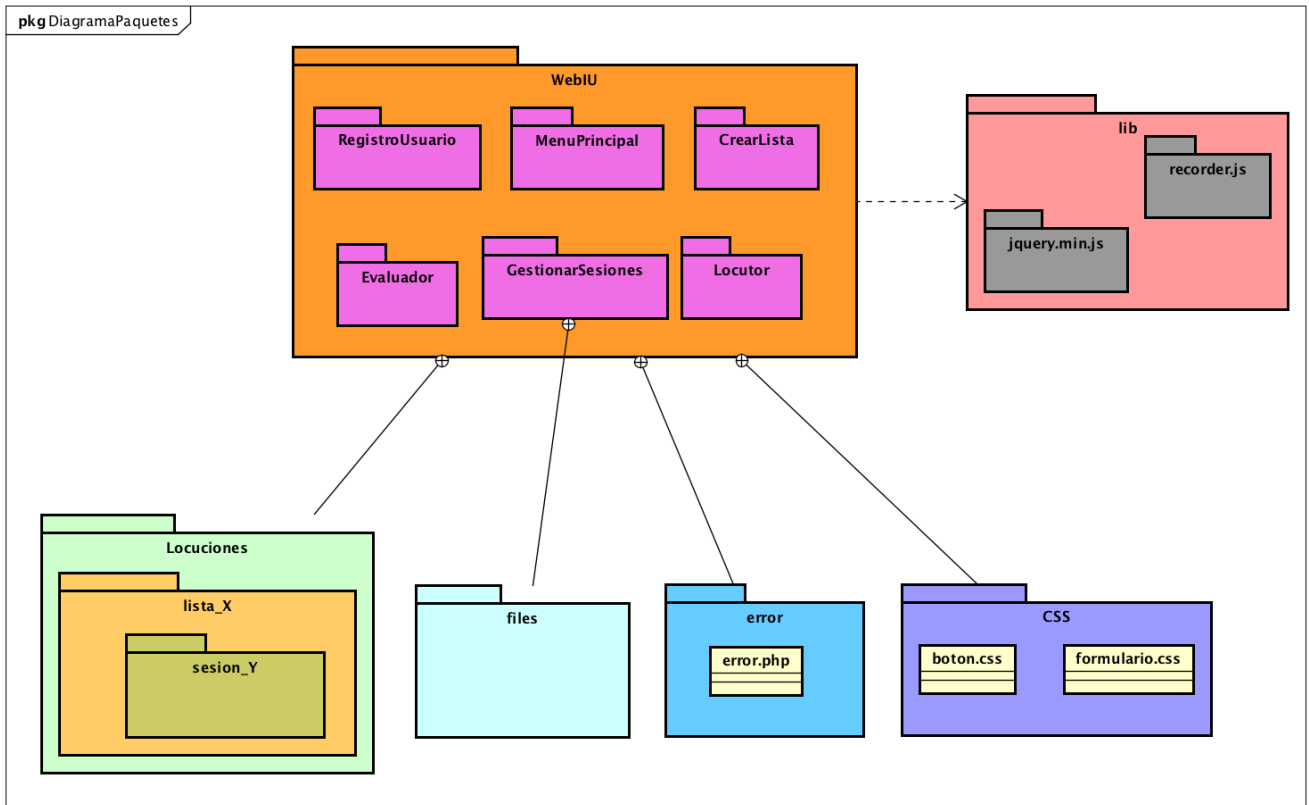 pkg DiagramaPaquetes
WebIU
RegistroUsuario
MenuPrincipal
CrearLista
Evaluador
GestionarSesiones
Locutor
lib
recorder.js
jquery.min.js
Locuciones
lista_X
sesion_Y
files
error
error.php
CSS
boton.css
formulario.css